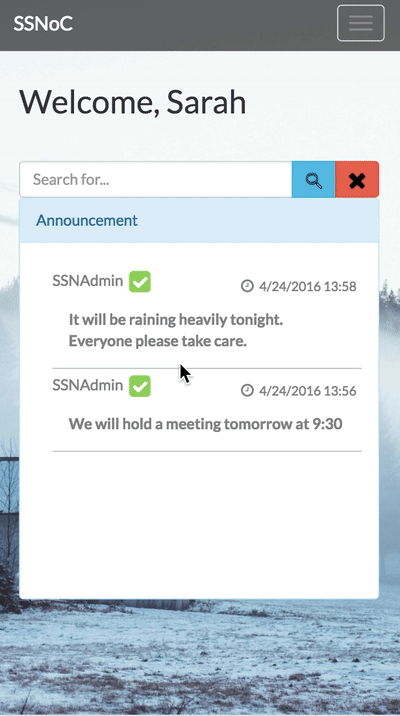 SSNoC
Welcome, Sarah
Search for...
Announcement
SSNAdmin 4/24/2016 13:58
It will be raining heavily tonight.
Everyone please take care.
SSNAdmin 4/24/2016 13:56
We will hold a meeting tomorrow at 9:30